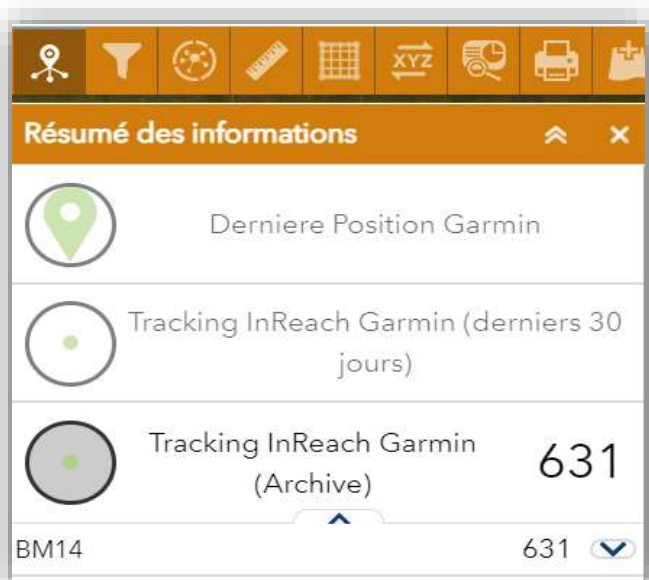 XYZ
Résumé des informations
Derniere Position Garmin
Tracking InReach Garmin (derniers 30
jours)
Tracking InReach Garmin
(Archive)
631
BM14 631